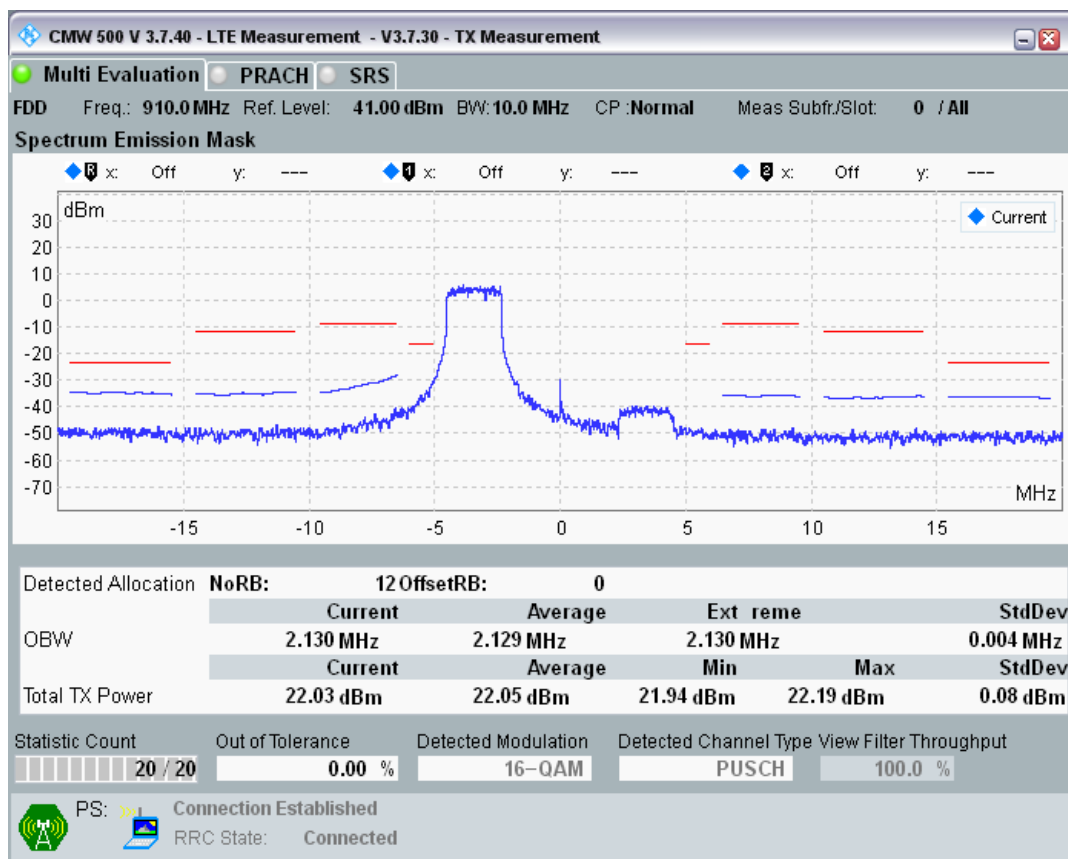 CMW 500 V 3.7.40 - LTE Measurement - V3.7.30 - TX Measurement
Multi Evaluation PRACH SRS
FDD Freq.: 910.0 MHz Ref. Level: 41.00 dBm BW: 10.0 MHz CP :Normal Meas Subfr./Slot: 0 / All
Spectrum Emission Mask
R x: Off y: --- 1 x: Off y: --- 2 x: Off y: ---
dBm
Current
30
20
10
0
-10
-20
-30
-40
-50
-60
-70
MHz
-15 -10 -5 0 5 10 15
Detected Allocation NoRB: 12 OffsetRB: 0
Current Average Ext reme StdDev
OBW 2.130 MHz 2.129 MHz 2.130 MHz 0.004 MHz
Current Average Min Max StdDev
Total TX Power 22.03 dBm 22.05 dBm 21.94 dBm 22.19 dBm 0.08 dBm
Statistic Count Out of Tolerance Detected Modulation Detected Channel Type View Filter Throughput
20 / 20 0.00 % 16-QAM PUSCH 100.0 %
PS: Connection Established
RRC State: Connected